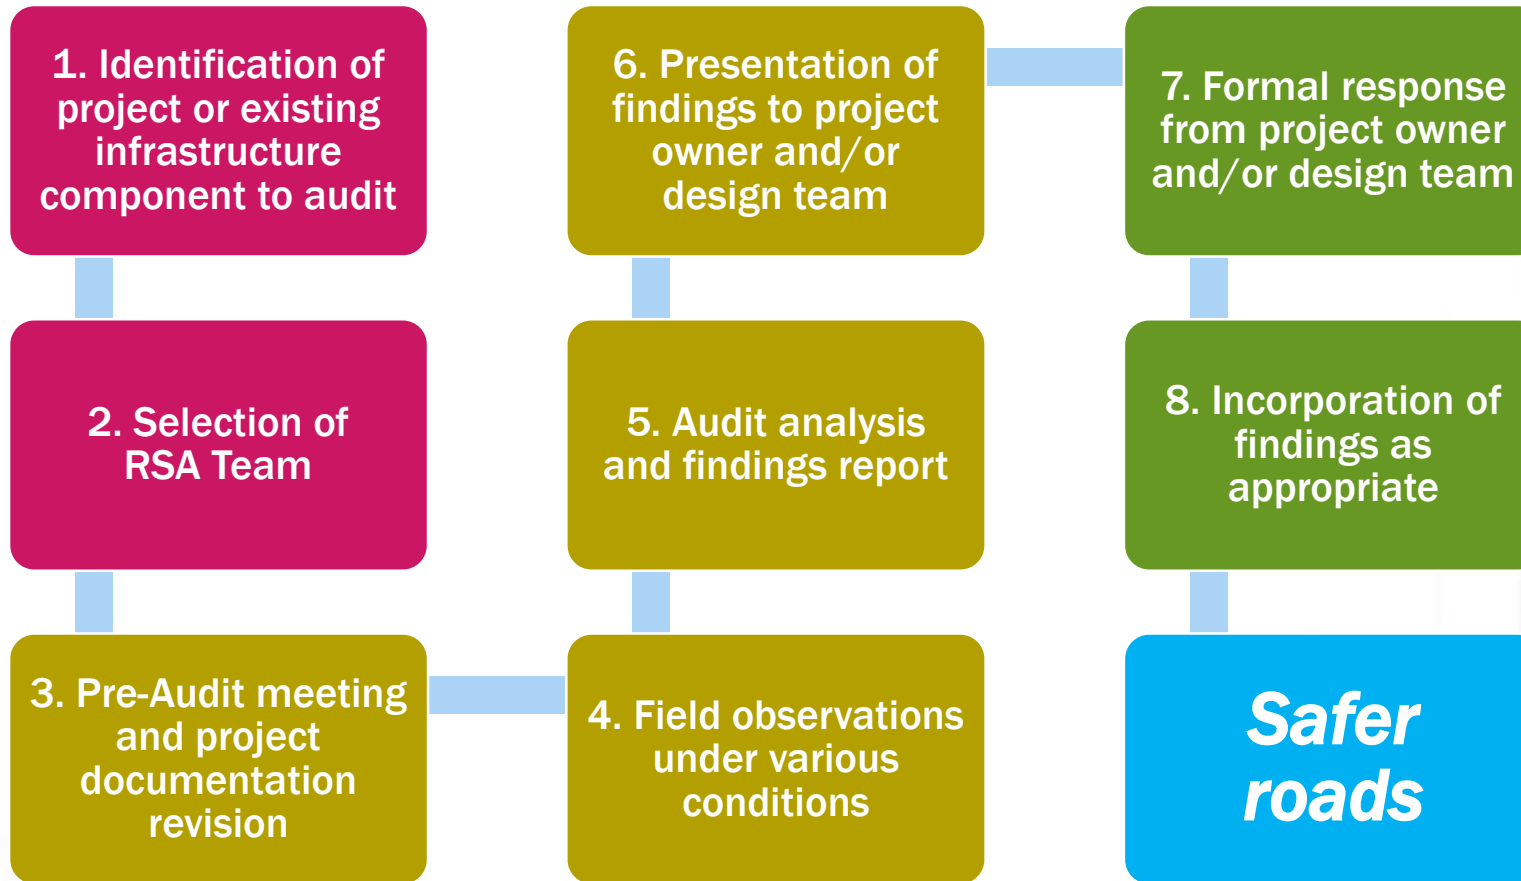 1. Identification of
project or existing
infrastructure
component to audit
2. Selection of
RSA Team
3. Pre-Audit meeting
and project
documentation
revision
4. Field observations
under various
conditions
5. Audit analysis
and findings report
6. Presentation of
findings to project
owner and/or
design team
7. Formal response
from project owner
and/or design team
8. Incorporation of
findings as
appropriate
Safer
roads